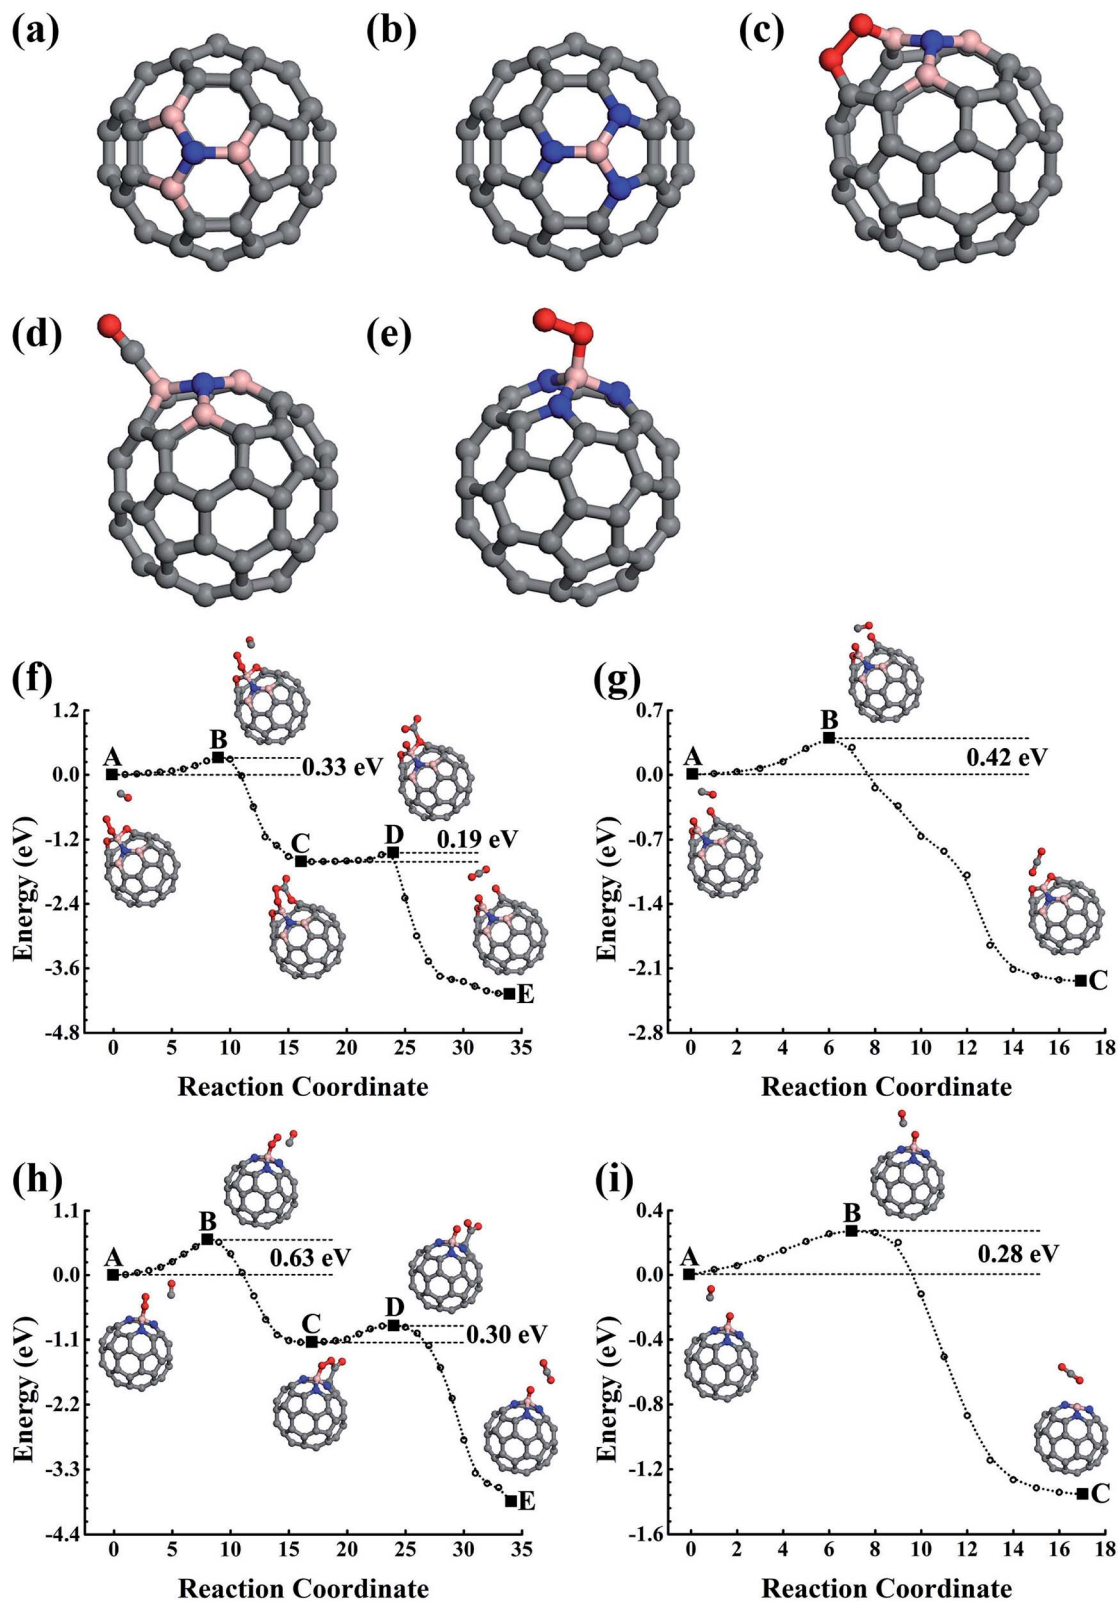 (a)
(b)
(c)
(d)
(e)
(f)
1.2
0.0
-1.2
-2.4
-3.6
-4.8
Energy (eV)
A
B
C
D
E
0.33 eV
0.19 eV
0 5 10 15 20 25 30 35
Reaction Coordinate
(g)
0.7
0.0
-0.7
-1.4
-2.1
-2.8
Energy (eV)
A
B
C
0.42 eV
0 2 4 6 8 10 12 14 16 18
Reaction Coordinate
(h)
1.1
0.0
-1.1
-2.2
-3.3
-4.4
Energy (eV)
A
B
C
D
E
0.63 eV
0.30 eV
0 5 10 15 20 25 30 35
Reaction Coordinate
(i)
0.4
0.0
-0.4
-0.8
-1.2
-1.6
Energy (eV)
A
B
C
0.28 eV
0 2 4 6 8 10 12 14 16 18
Reaction Coordinate